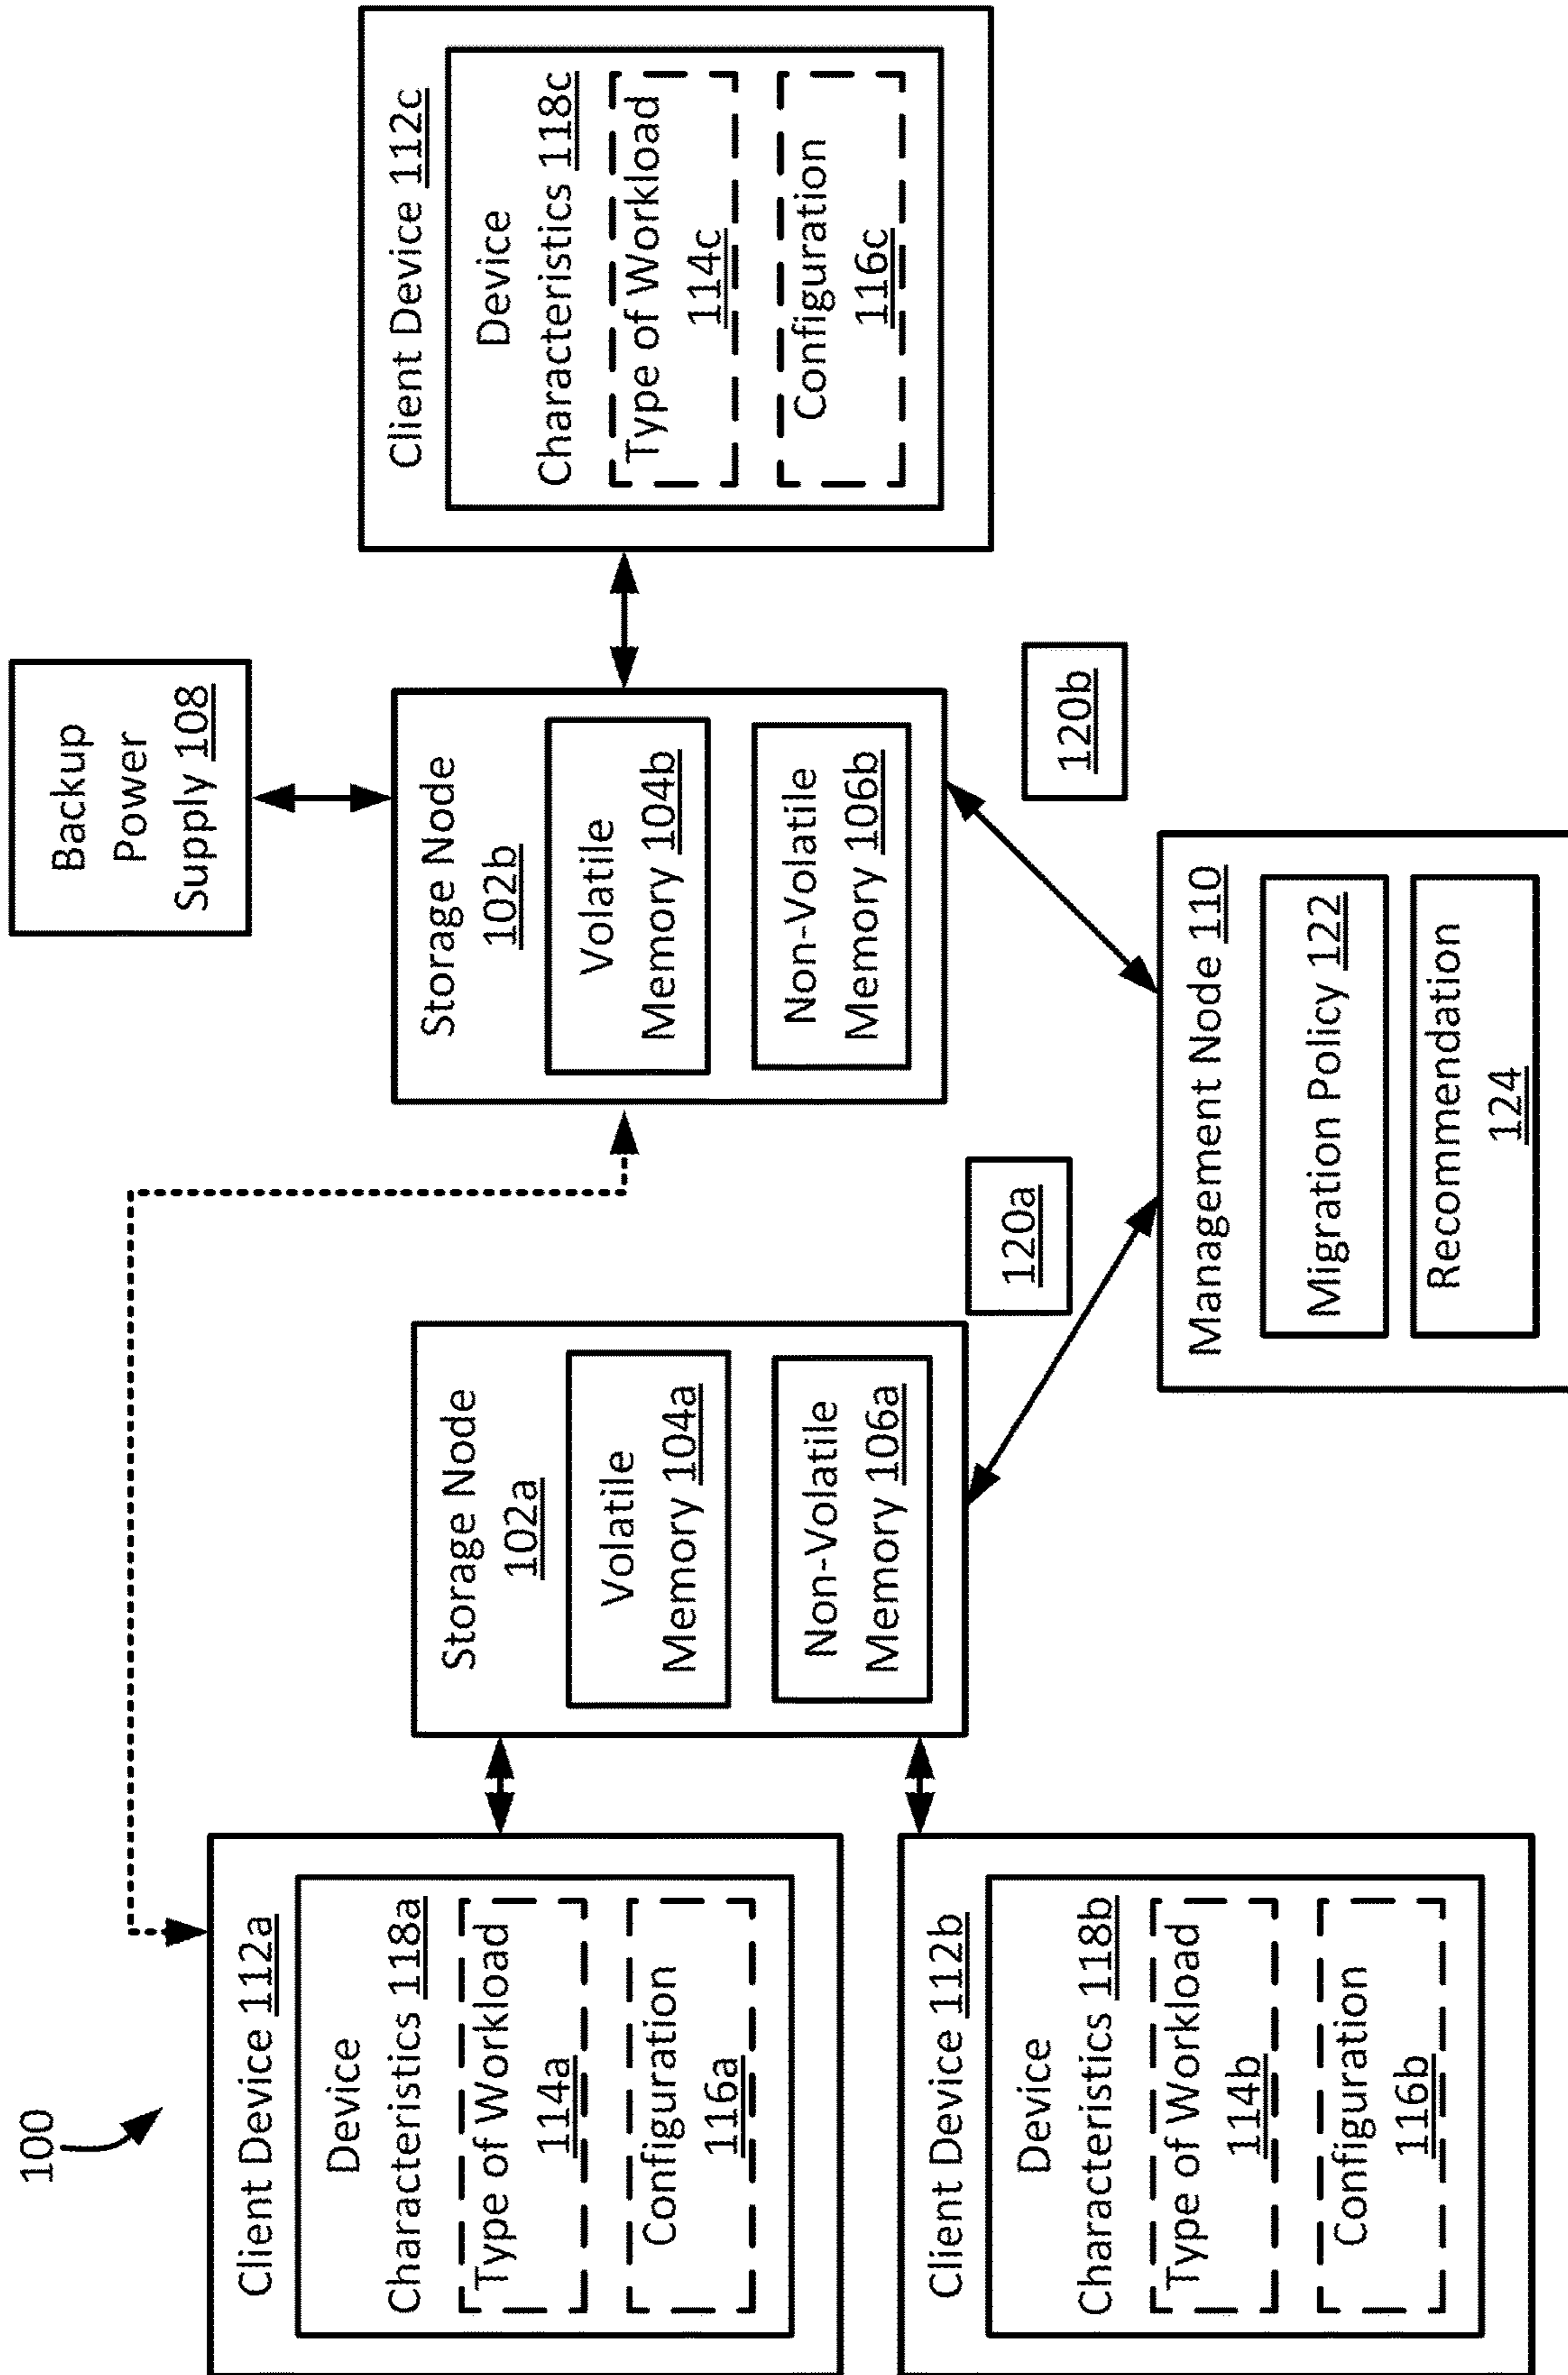 100
Client Device 112a
Device
Characteristics 118a
Type of Workload
114a
Configuration
116a
Client Device 112b
Device
Characteristics 118b
Type of Workload
114b
Configuration
116b
Storage Node
102a
Volatile
Memory 104a
Non-Volatile
Memory 106a
Backup
Power
Supply 108
Storage Node
102b
Volatile
Memory 104b
Non-Volatile
Memory 106b
Client Device 112c
Device
Characteristics 118c
Type of Workload
114c
Configuration
116c
120a
120b
Management Node 110
Migration Policy 122
Recommendation
124